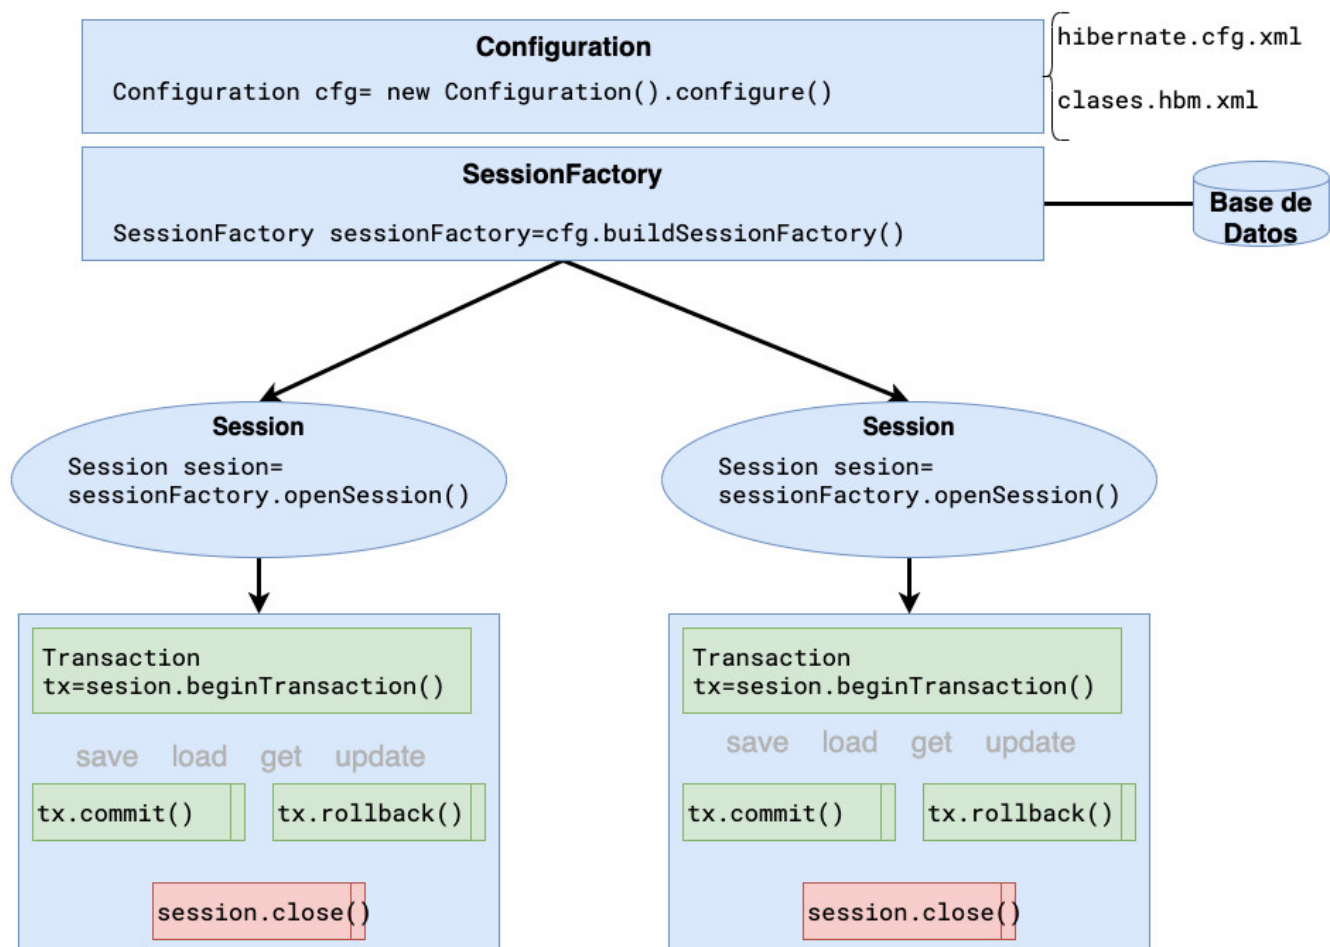 Configuration
Configuration cfg= new Configuration().configure()
hibernate.cfg.xml
clases.hbm.xml
SessionFactory
SessionFactory sessionFactory=cfg.buildSessionFactory()
Base de
Datos
Session
Session sesion=
sessionFactory.openSession()
Session
Session sesion=
sessionFactory.openSession()
Transaction
tx=sesion.beginTransaction()
save load get update
tx.commit()
tx.rollback()
session.close()
Transaction
tx=sesion.beginTransaction()
save load get update
tx.commit()
tx.rollback()
session.close()